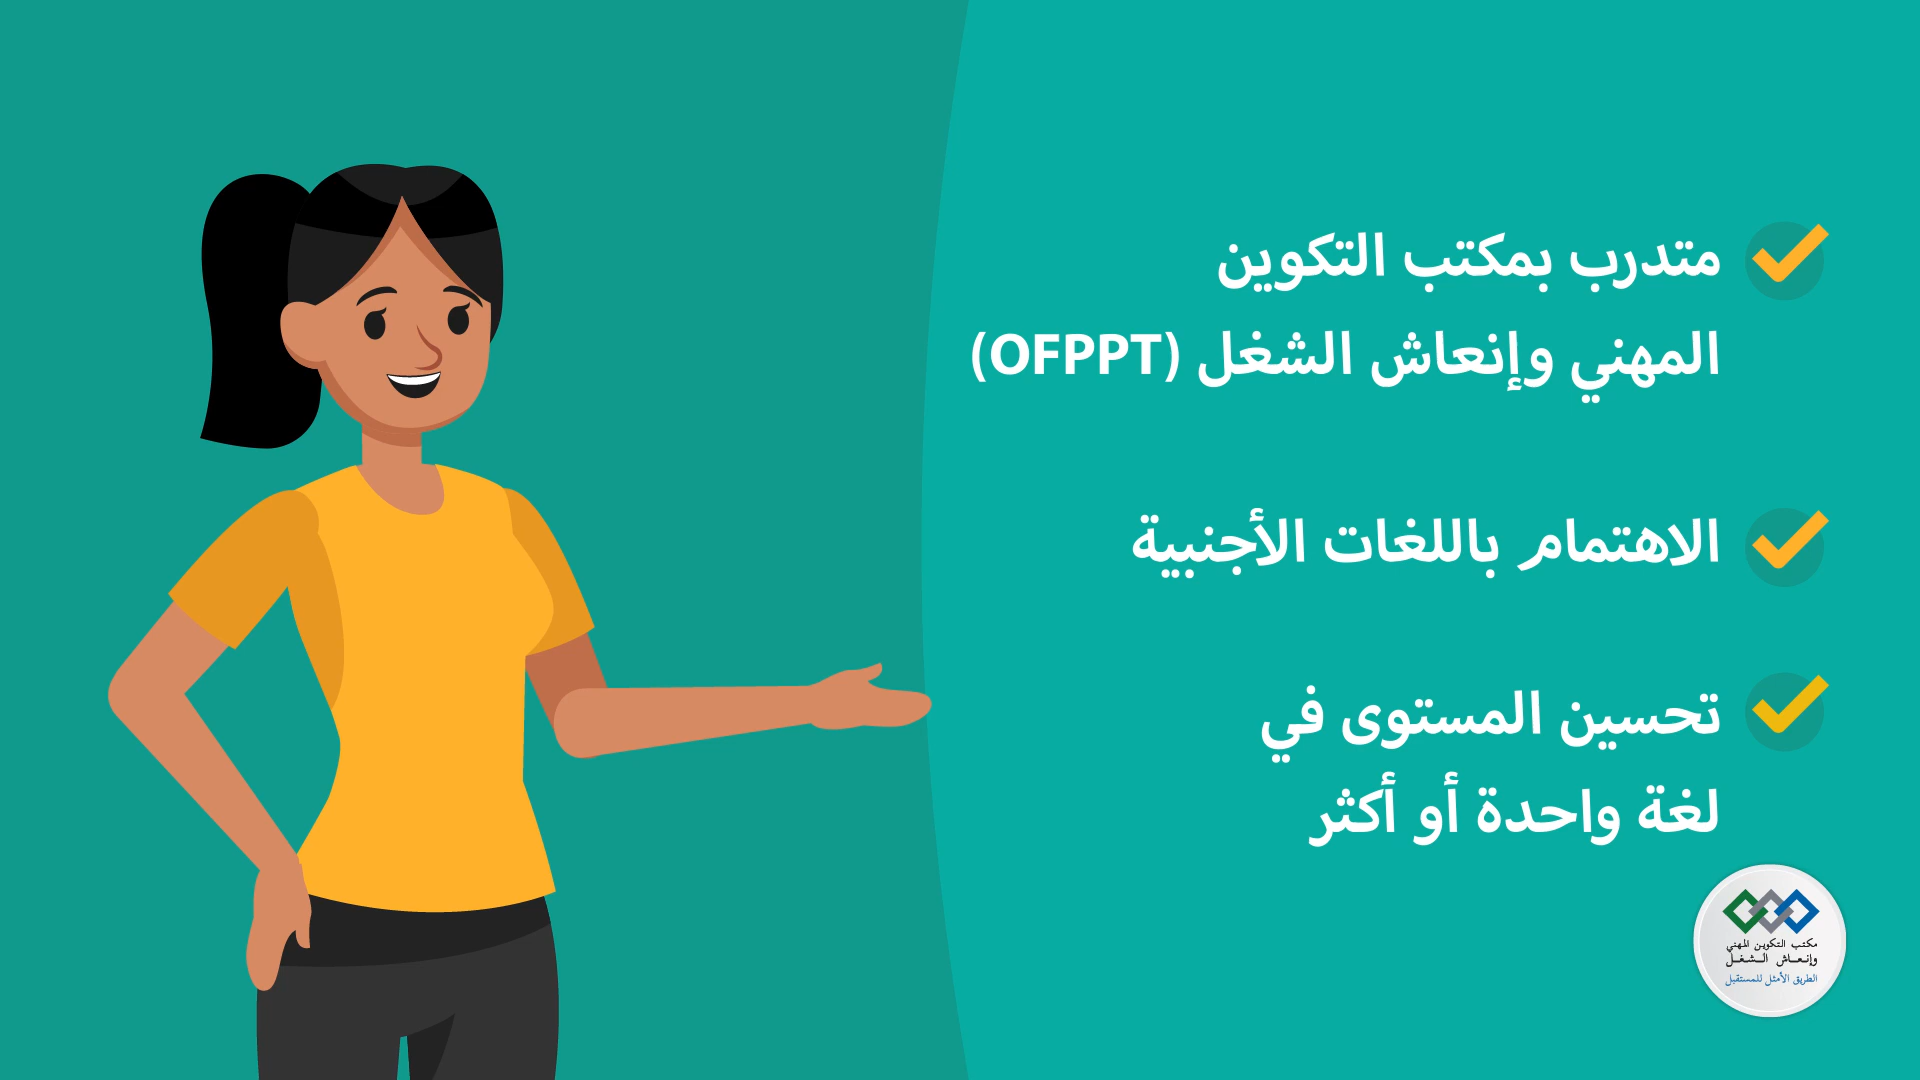 متدرب بمكتب التكوين
المهني وإنعاش الشغل (OFPPT)
الاهتمام باللغات الأجنبية
تحسين المستوى في
لغة واحدة أو أكثر
مكتب التكوين المهني
وإنعاش الشغل
الطريق الأمثل للمستقبل